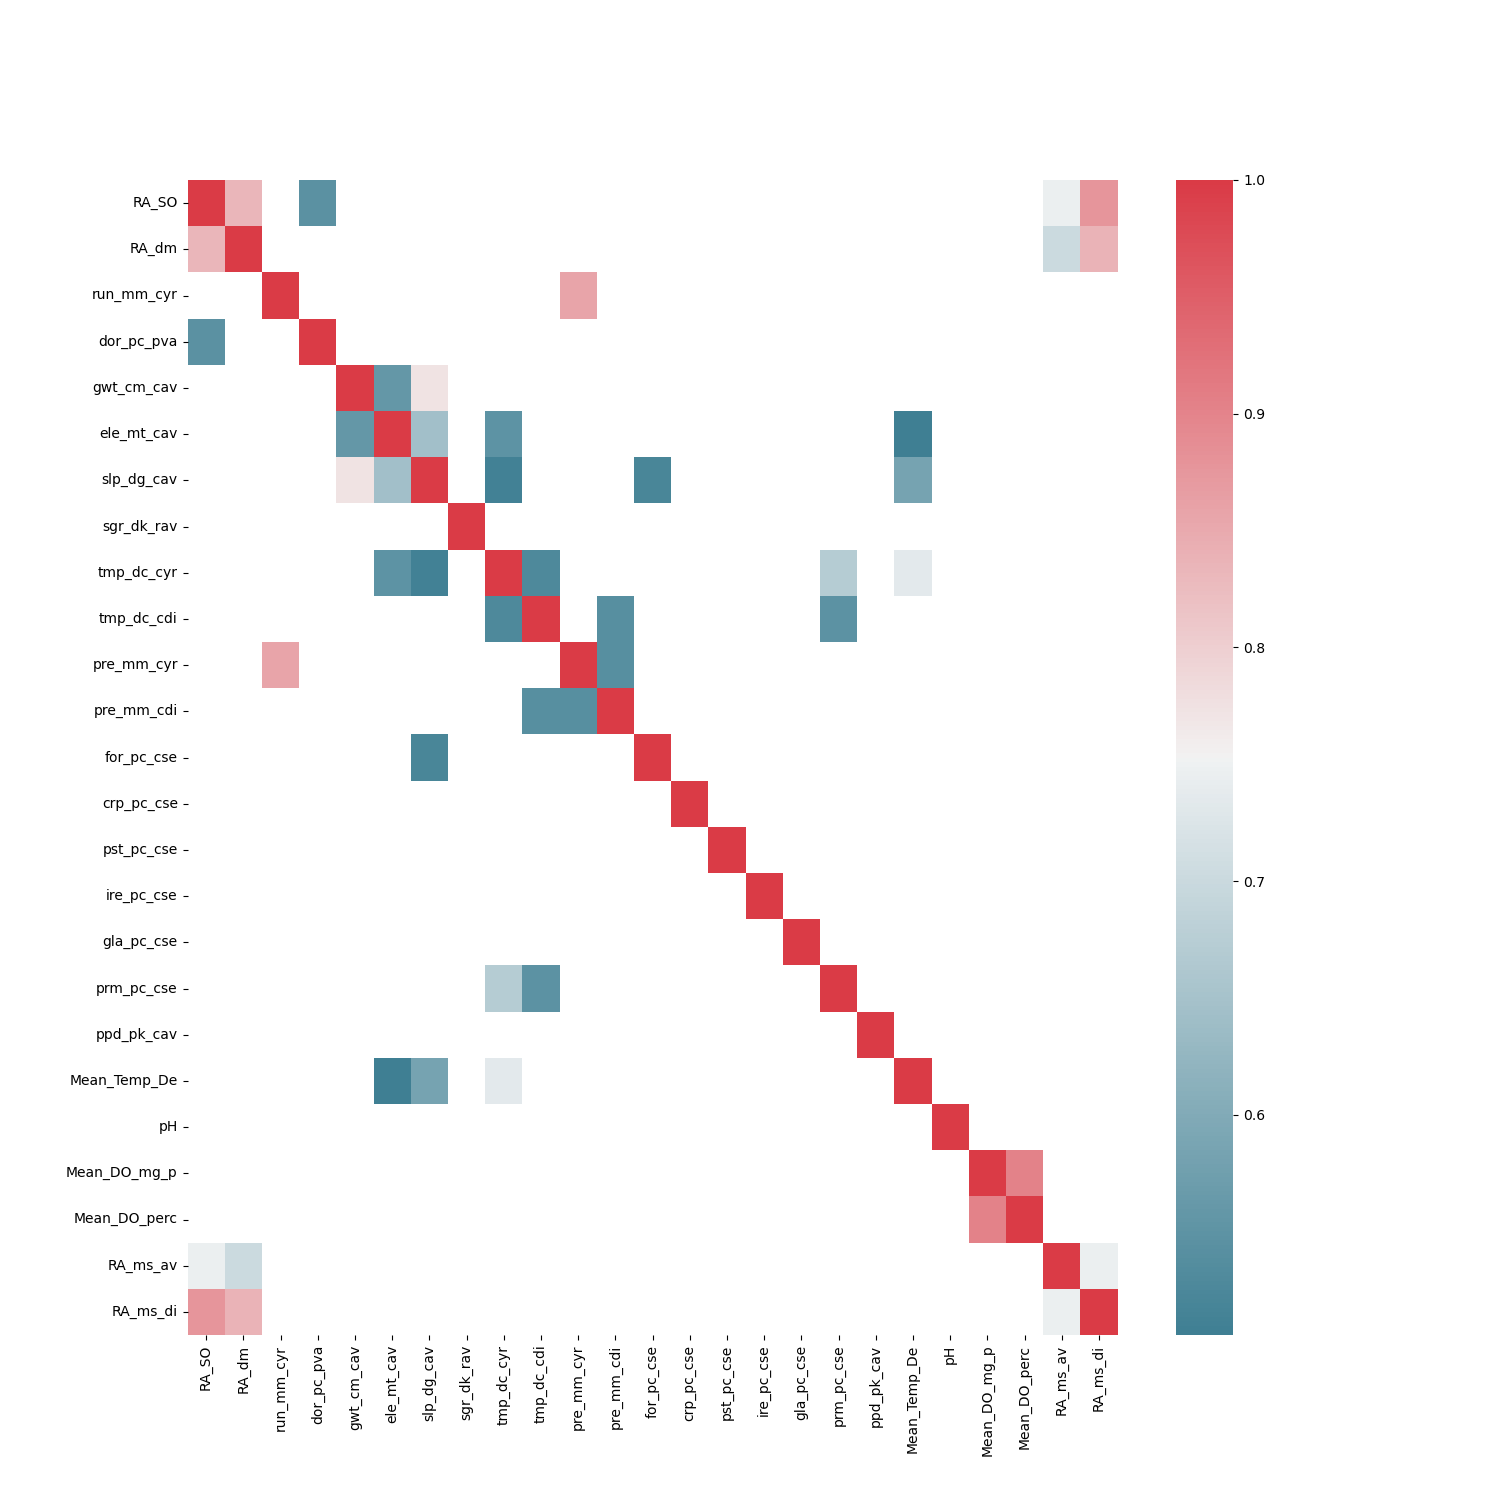 RA_SO
RA_dm
run_mm_cyr
dor_pc_pva
gwt_cm_cav
ele_mt_cav
slp_dg_cav
sgr_dk_rav
tmp_dc_cyr
tmp_dc_cdi
pre_mm_cyr
pre_mm_cdi
for_pc_cse
crp_pc_cse
pst_pc_cse
ire_pc_cse
gla_pc_cse
prm_pc_cse
ppd_pk_cav
Mean_Temp_De
pH
Mean_DO_mg_p
Mean_DO_perc
RA_ms_av
RA_ms_di
RA_SO
RA_dm
run_mm_cyr
dor_pc_pva
gwt_cm_cav
ele_mt_cav
slp_dg_cav
sgr_dk_rav
tmp_dc_cyr
tmp_dc_cdi
pre_mm_cyr
pre_mm_cdi
for_pc_cse
crp_pc_cse
pst_pc_cse
ire_pc_cse
gla_pc_cse
prm_pc_cse
ppd_pk_cav
Mean_Temp_De
pH
Mean_DO_mg_p
Mean_DO_perc
RA_ms_av
RA_ms_di
1.0
0.9
0.8
0.7
0.6